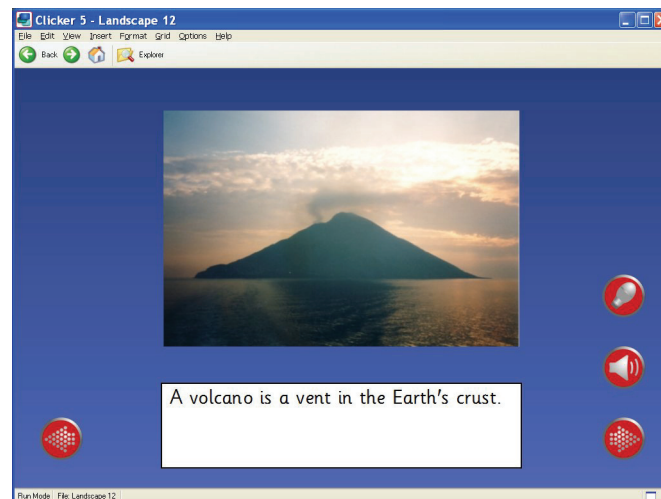 Clicker 5 - Landscape 12
File Edit View Insert Format Grid Options Help
Back Explorer
A volcano is a vent in the Earth's crust.
Run Mode File: Landscape 12